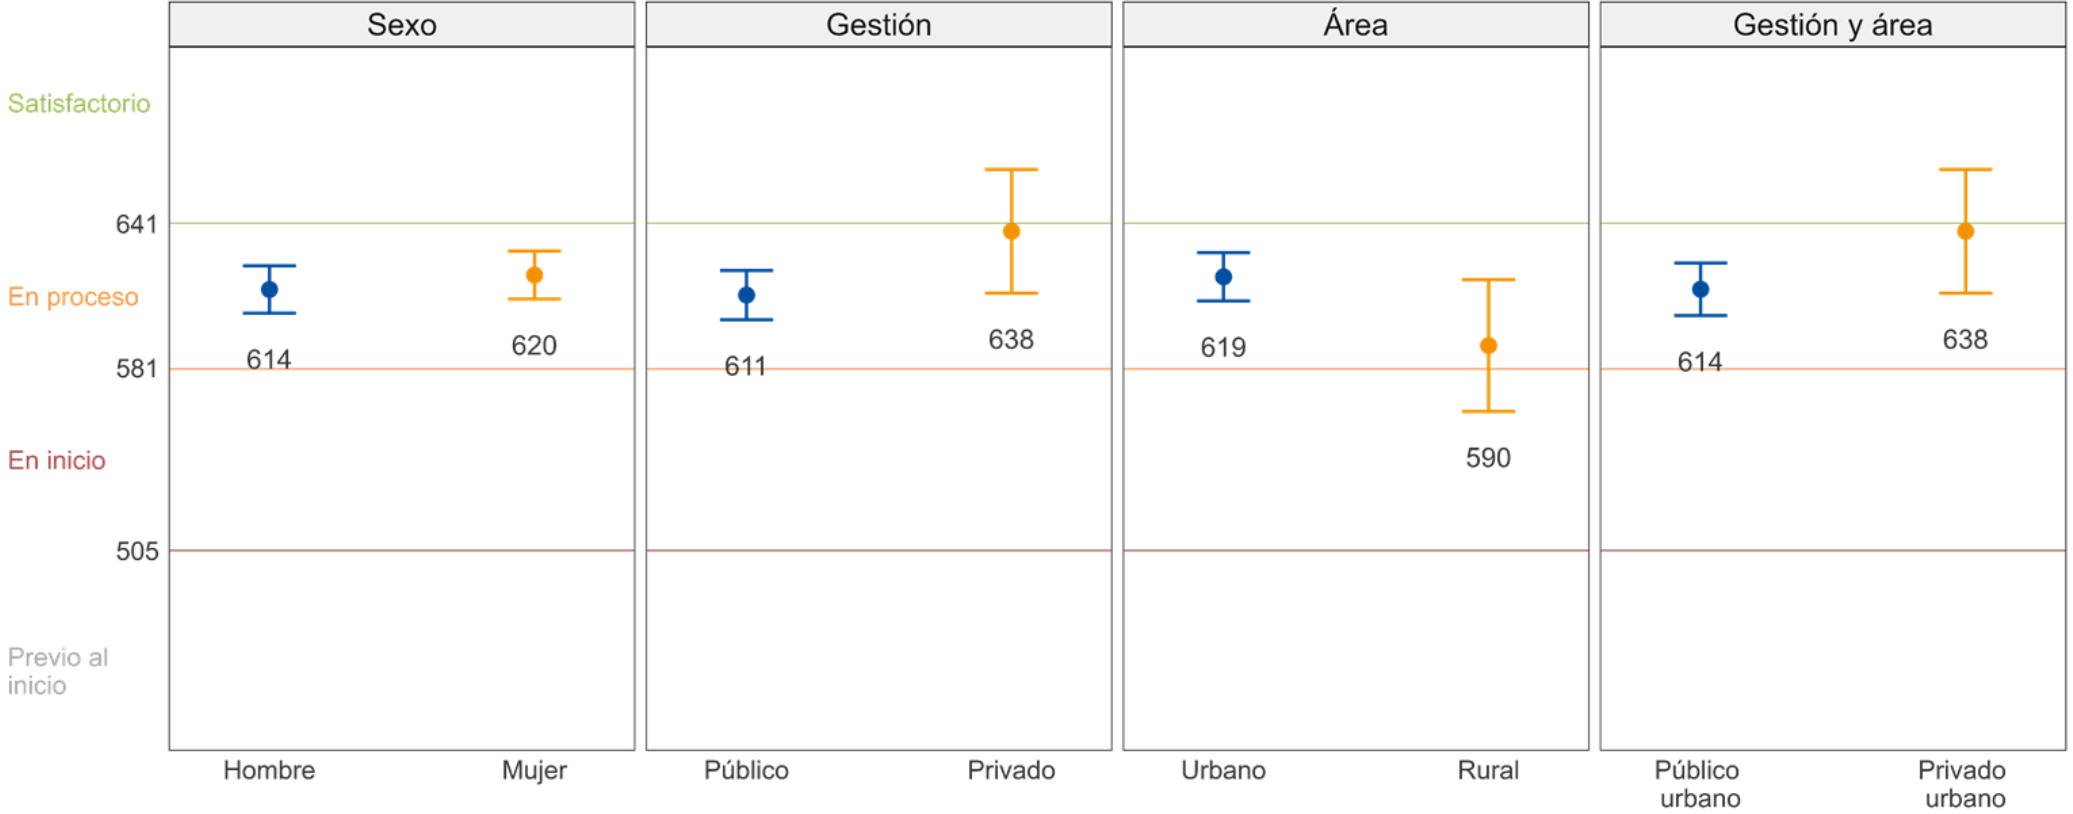 Sexo
Gestión
Área
Gestión y área
Satisfactorio
641
En proceso
581
En inicio
505
Previo al
inicio
614
620
611
638
619
590
614
638
Hombre
Mujer
Público
Privado
Urbano
Rural
Público
urbano
Privado
urbano